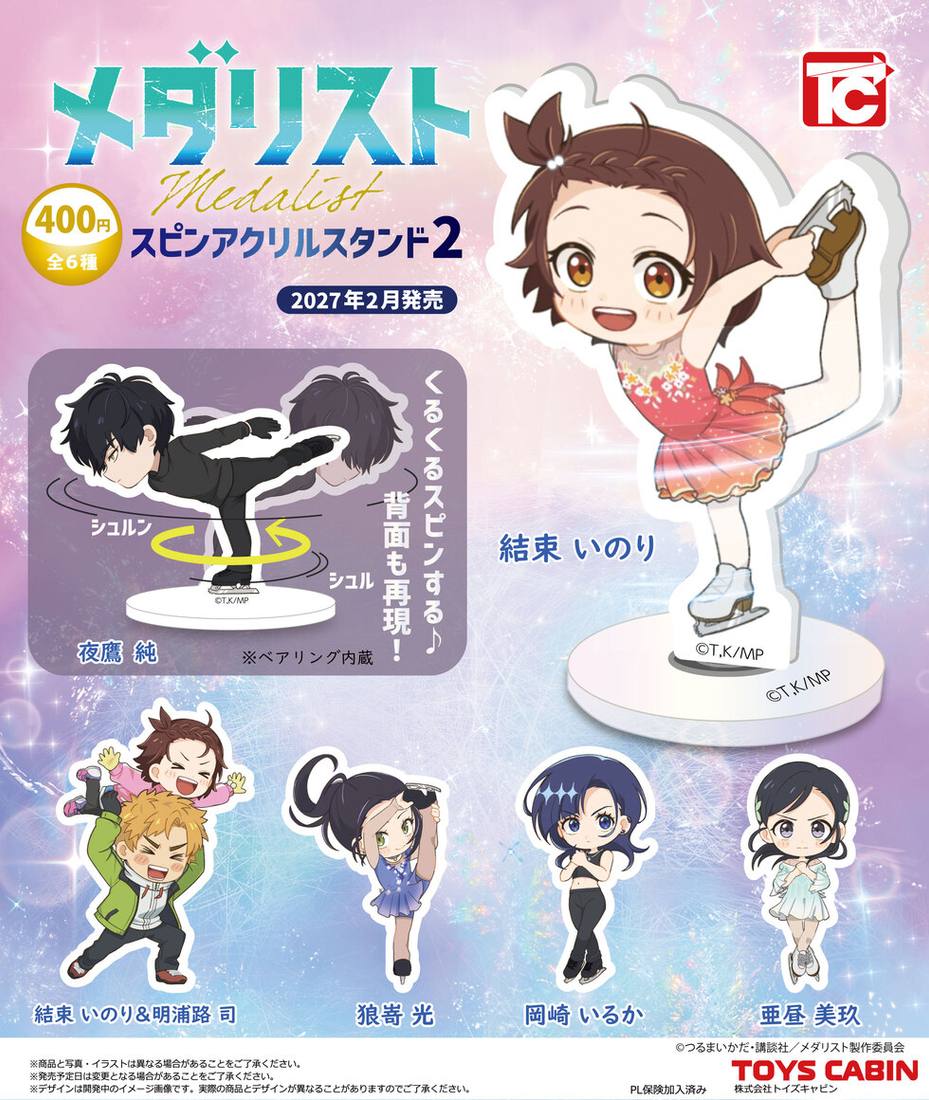 メダリスト
Medalist
TC
400円
全6種
スピンアクリルスタンド2
2027年2月発売
くるくるスピンする♪
背面も再現!
シュルン
シュル
©T,K/MP
夜鷹 純
※ベアリング内蔵
結束 いのり
©T,K/MP
©T,K/MP
結束 いのり&明浦路 司
狼嵜 光
岡崎 いるか
亜昼 美玖
©つるまいかだ・講談社／メダリスト製作委員会
※商品と写真・イラストは異なる場合があることをご了承ください。
※発売予定日は変更となる場合があることをご了承ください。
※デザインは開発中のイメージ画像です。実際の商品とデザインが異なることがありますのでご了承ください。
PL保険加入済み
TOYS CABIN
株式会社トイズキャビン